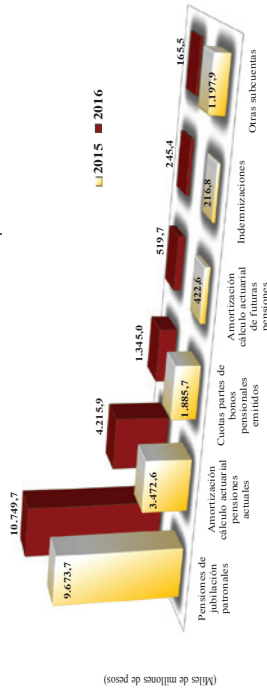 2015 2016
10.749,7
9.673,7
4.215,9
3.472,6
1.345,0
1.885,7
519,7
422,6
245,4
216,8
165,5
1.197,9
Pensiones de
jubilación
patronales
Amortización
cálculo actuarial
pensiones
actuales
Cuotas partes de
bonos
pensionales
emitidos
Amortización
cálculo actuarial
de futuras
pensiones
Indemnizaciones
Otras subcuentas
(Miles de millones de pesos)